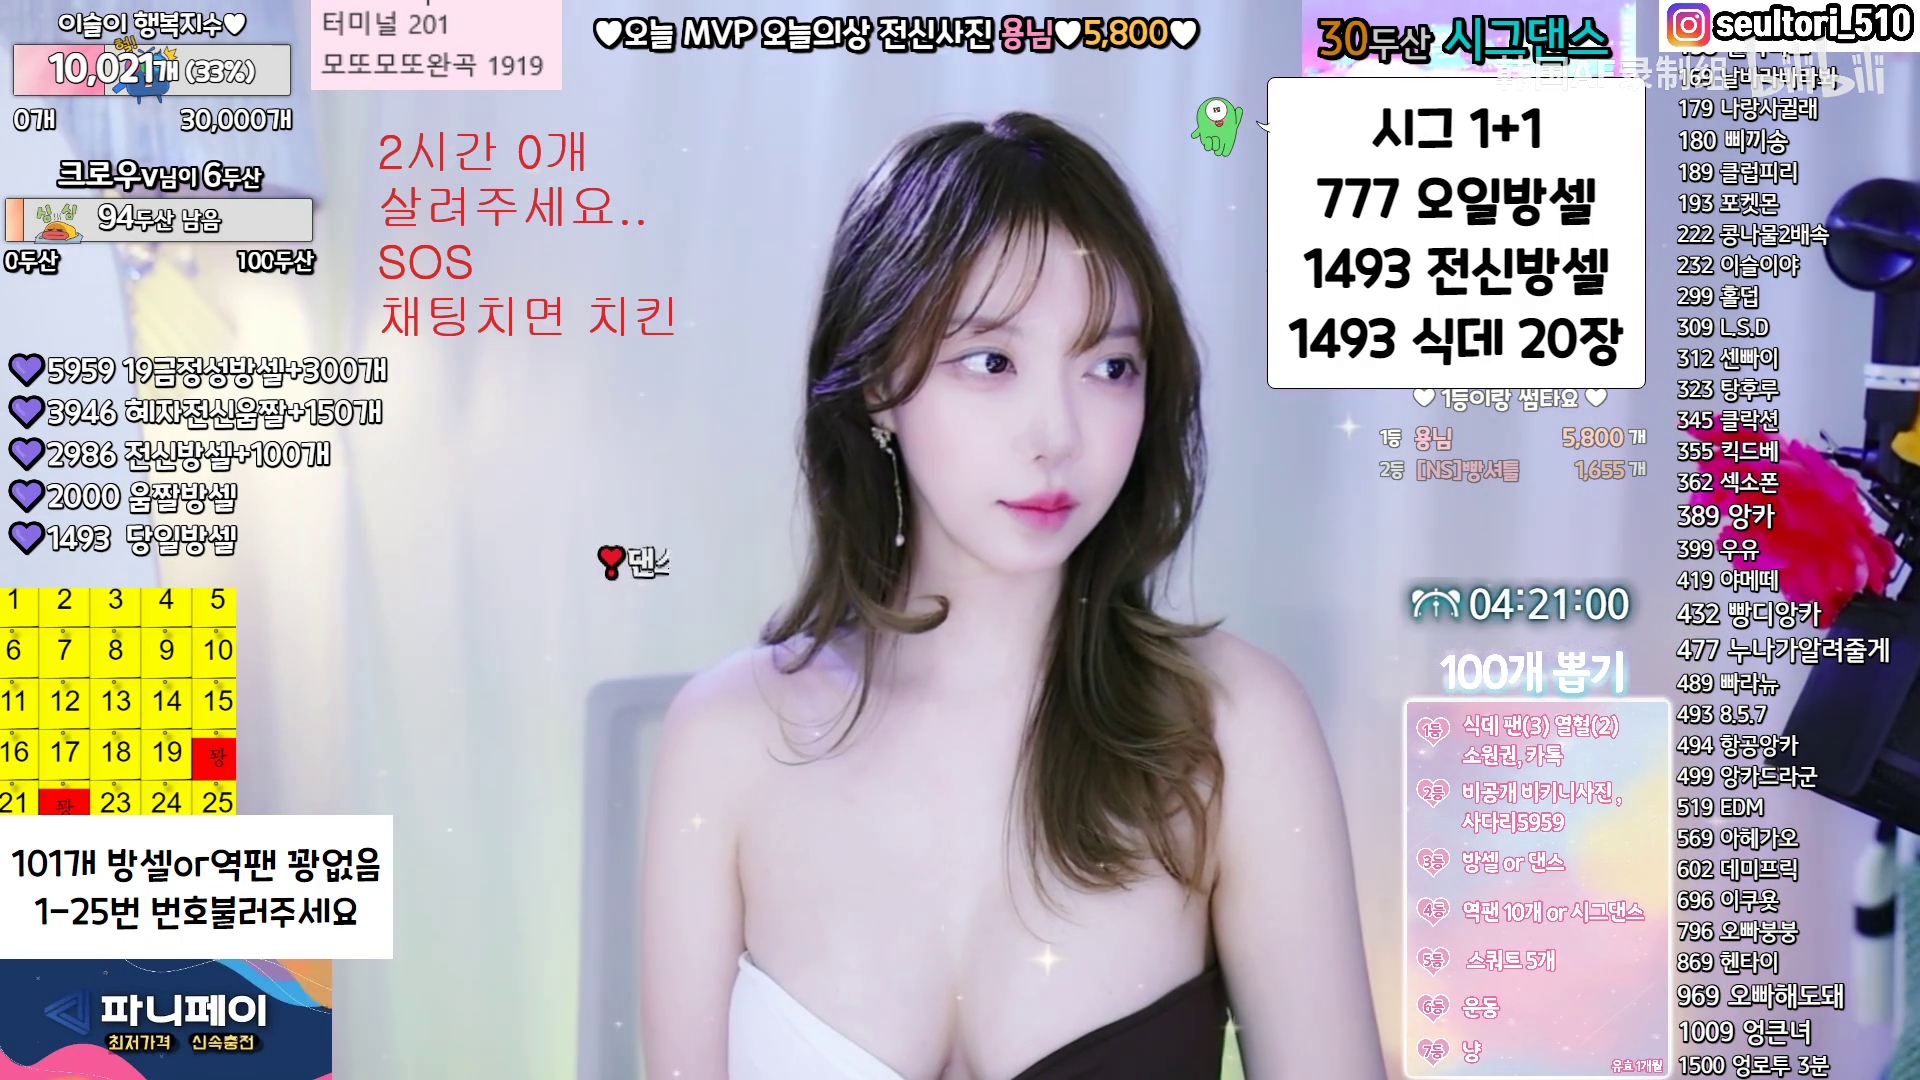 이슬이 행복지수♥
10,021개 (33%)
0개 30,000개
크로우v님이 6두산
94두산 남음
0두산 100두산
터미널 201
모또모또완곡 1919
♥오늘 MVP 오늘의상 전신사진 용님♥5,800♥
30두산 시그댄스
seultori_510
2시간 0개
살려주세요..
SOS
채팅치면 치킨
시그 1+1
777 오일방셀
1493 전신방셀
1493 식데 20장
♥ 1등이랑 썸타요 ♥
1등 용님 5,800 개
2등 [NS]빵셔틀 1,655 개
5959 19금정성방셀+300개
3946 혜자전신움짤+150개
2986 전신방셀+100개
2000 움짤방셀
1493 당일방셀
1 2 3 4 5
6 7 8 9 10
11 12 13 14 15
16 17 18 19 꽝
21 꽝 23 24 25
101개 방셀or역팬 꽝없음
1-25번 번호불러주세요
파니페이
최저가격 신속충전
04:21:00
100개 뽑기
1등 식데 팬(3) 열혈(2)
소원권, 카톡
2등 비공개 비키니사진,
사다리5959
3등 방셀 or 댄스
4등 역팬 10개 or 시그댄스
5등 스쿼트 5개
6등 운동
7등 냥
유효 1개월
bilibili
179 나랑사궐래
180 삐끼송
189 클럽피리
193 포켓몬
222 콩나물2배속
232 이슬이야
299 홀덥
309 L.S.D
312 센빠이
323 탕후루
345 클락션
355 킥드베
362 섹소폰
389 앙카
399 우유
419 야메떼
432 빵디앙카
477 누나가알려줄게
489 빠라뉴
493 8.5.7
494 항공앙카
499 앙카드라군
519 EDM
569 아헤가오
602 데미프릭
696 이쿠욧
796 오빠붕붕
869 헨타이
969 오빠해도돼
1009 엉큰녀
1500 엉로투 3분